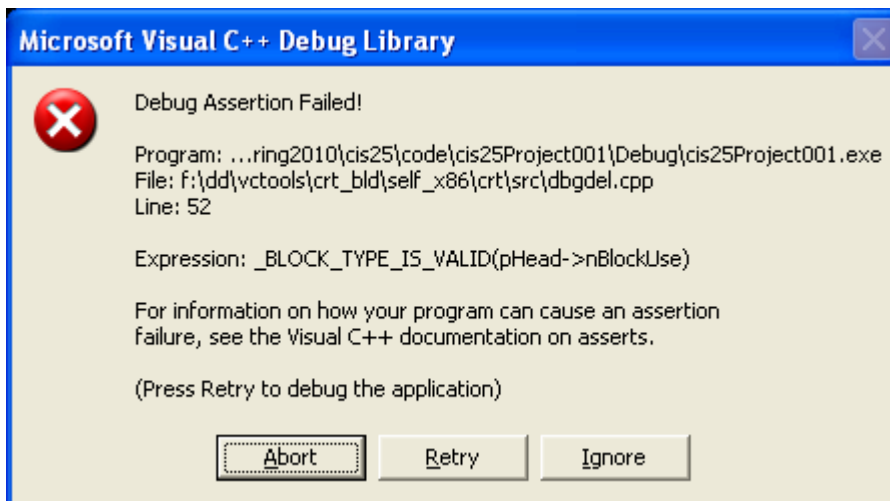 Microsoft Visual C++ Debug Library
Debug Assertion Failed!
Program: ...ring2010\cis25\code\cis25Project001\Debug\cis25Project001.exe
File: f:\dd\vctools\crt_bld\self_x86\crt\src\dbgdel.cpp
Line: 52
Expression: _BLOCK_TYPE_IS_VALID(pHead->nBlockUse)
For information on how your program can cause an assertion
failure, see the Visual C++ documentation on asserts.
(Press Retry to debug the application)
Abort Retry Ignore